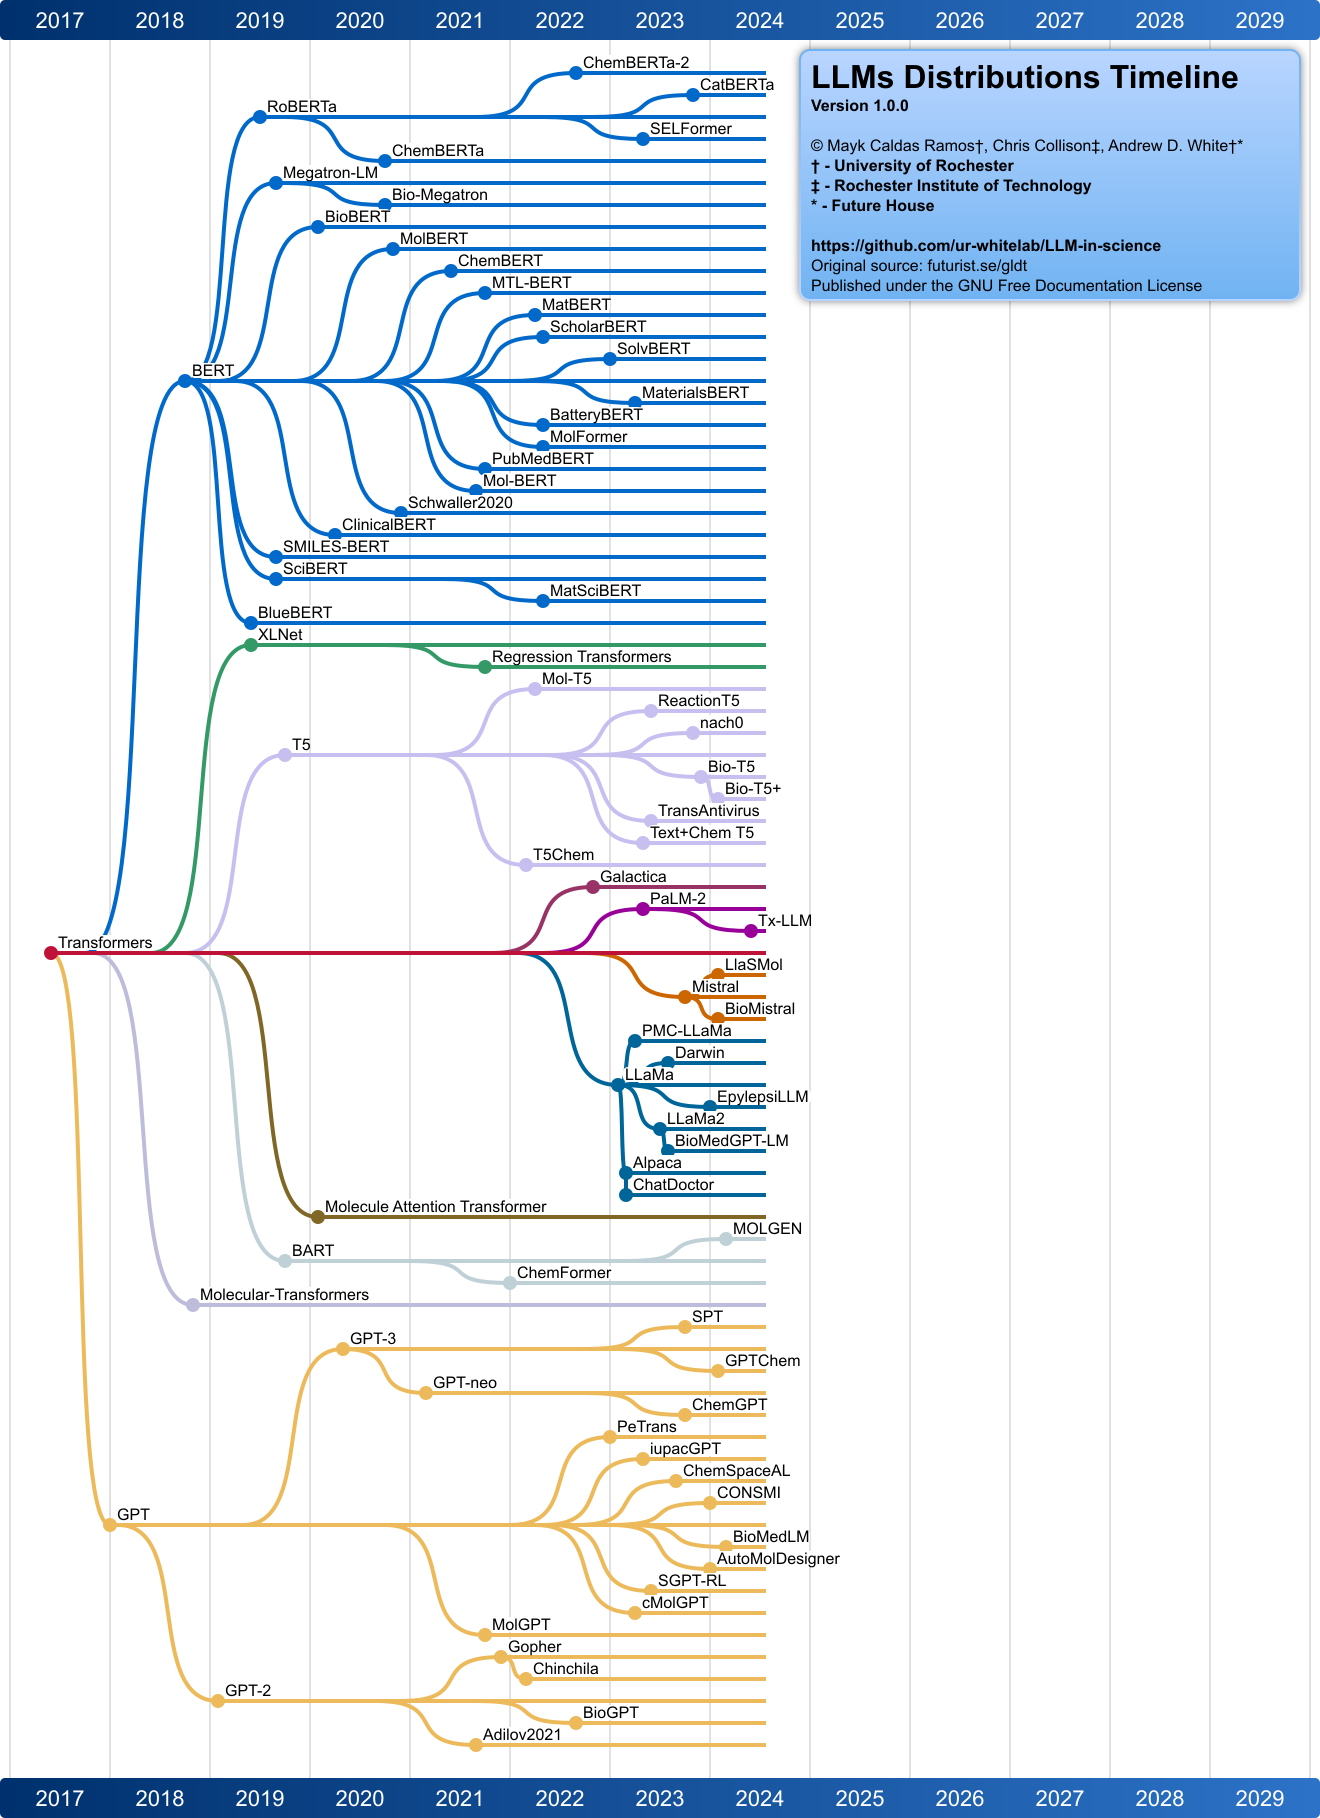 2017 2018 2019 2020 2021 2022 2023 2024 2025 2026 2027 2028 2029
LLMs Distributions Timeline
Version 1.0.0
© Mayk Caldas Ramos†, Chris Collison‡, Andrew D. White†*
† - University of Rochester
‡ - Rochester Institute of Technology
* - Future House
https://github.com/ur-whitelab/LLM-in-science
Original source: futurist.se/gldt
Published under the GNU Free Documentation License
ChemBERTa-2
CatBERTa
RoBERTa
SELFormer
ChemBERTa
Megatron-LM
Bio-Megatron
BioBERT
MolBERT
ChemBERT
MTL-BERT
MatBERT
ScholarBERT
SolvBERT
BERT
MaterialsBERT
BatteryBERT
MolFormer
PubMedBERT
Mol-BERT
Schwaller2020
ClinicalBERT
SMILES-BERT
SciBERT
MatSciBERT
BlueBERT
XLNet
Regression Transformers
Mol-T5
ReactionT5
nach0
T5
Bio-T5
Bio-T5+
TransAntivirus
Text+Chem T5
T5Chem
Galactica
PaLM-2
Tx-LLM
Transformers
LlaSMol
Mistral
BioMistral
PMC-LLaMa
Darwin
LLaMa
EpylepsiLLM
LLaMa2
BioMedGPT-LM
Alpaca
ChatDoctor
Molecule Attention Transformer
MOLGEN
BART
ChemFormer
Molecular-Transformers
SPT
GPT-3
GPTChem
GPT-neo
ChemGPT
PeTrans
iupacGPT
ChemSpaceAL
CONSMI
GPT
BioMedLM
AutoMolDesigner
SGPT-RL
cMolGPT
MolGPT
Gopher
Chinchila
GPT-2
BioGPT
Adilov2021
2017 2018 2019 2020 2021 2022 2023 2024 2025 2026 2027 2028 2029